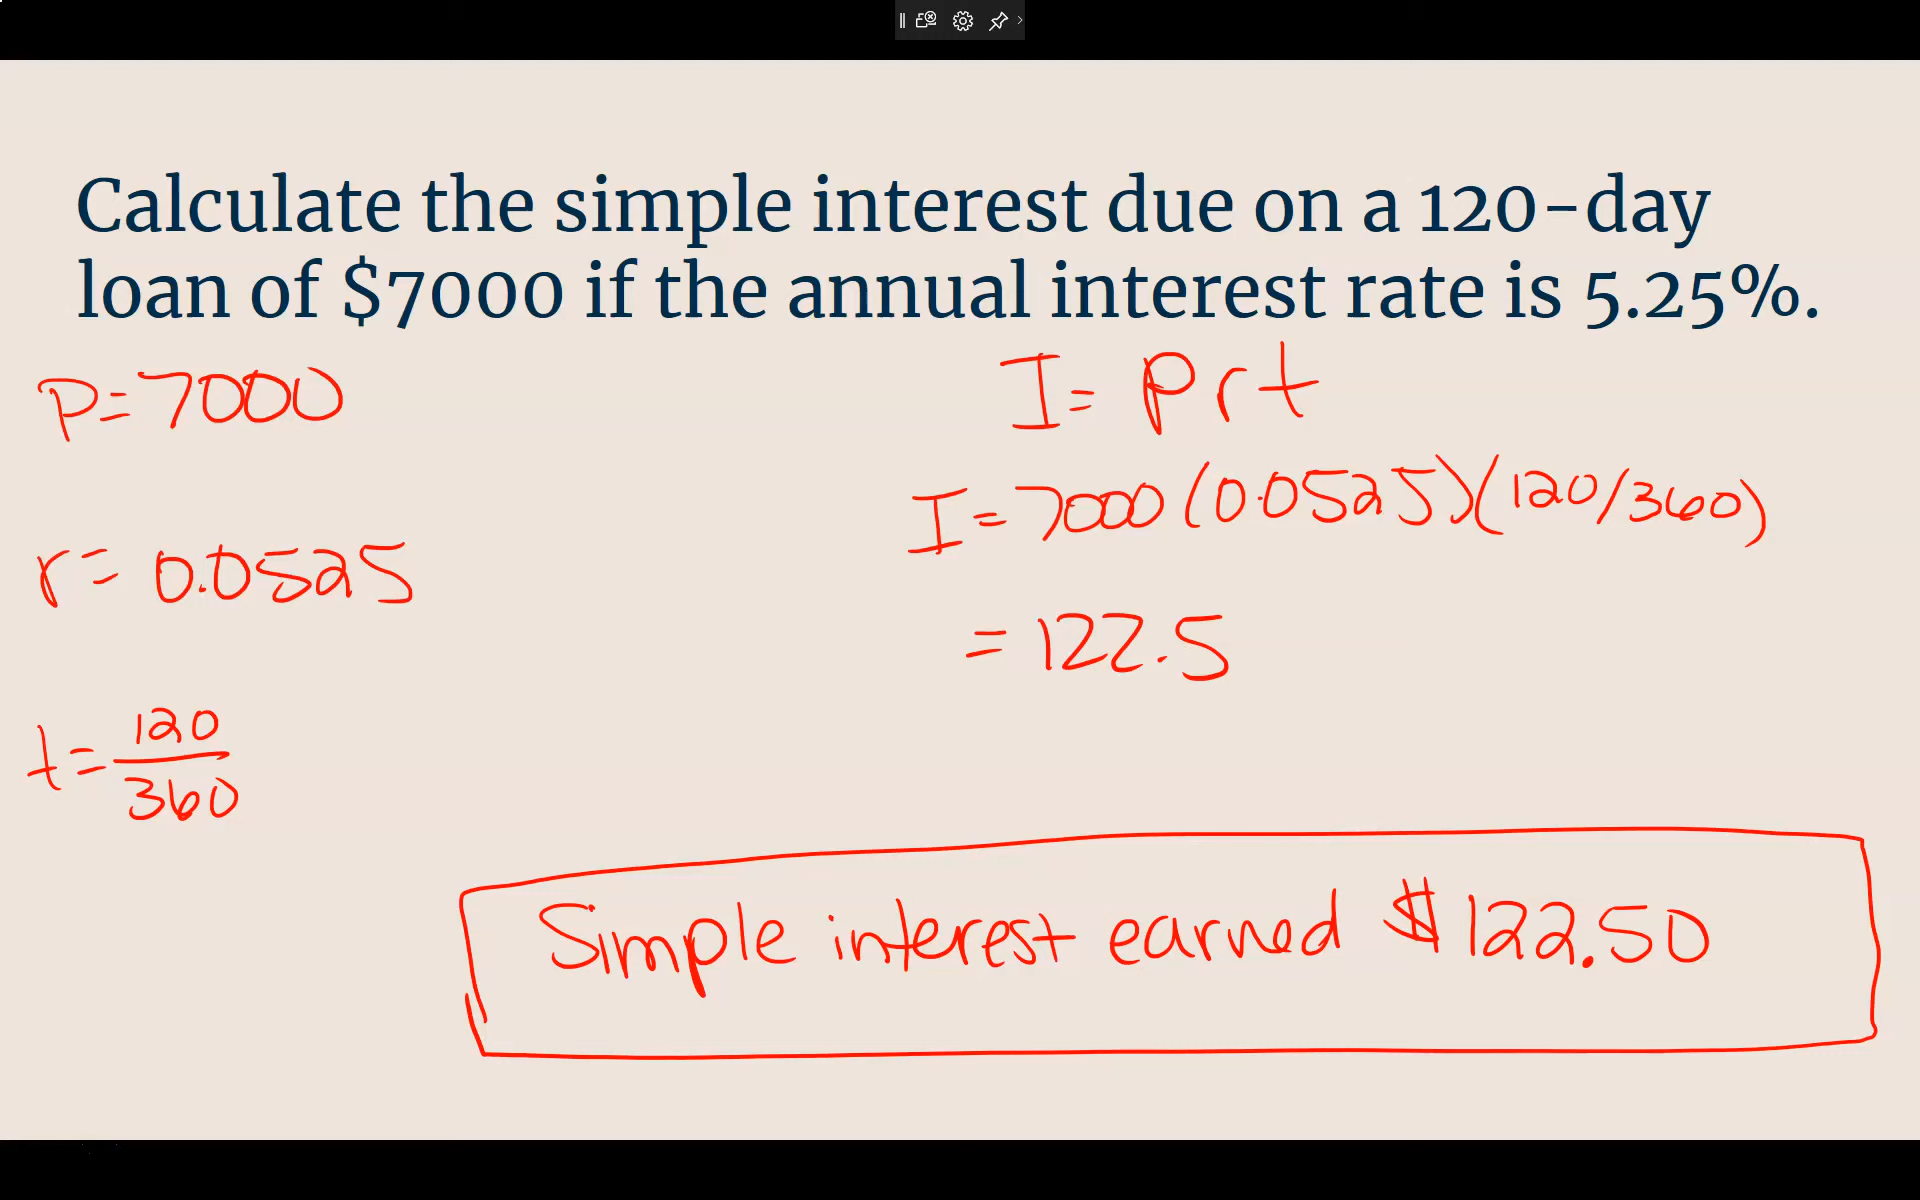 Calculate the simple interest due on a 120-day
loan of $7000 if the annual interest rate is 5.25%.
P=7000
r= 0.0525
t= 120/360
I= Prt
I= 7000(0.0525)(120/360)
= 122.5
Simple interest earned $122.50